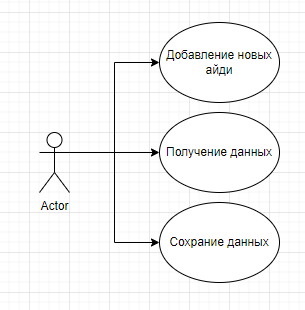 Добавление новых
айди
Получение данных
Actor
Сохрание данных